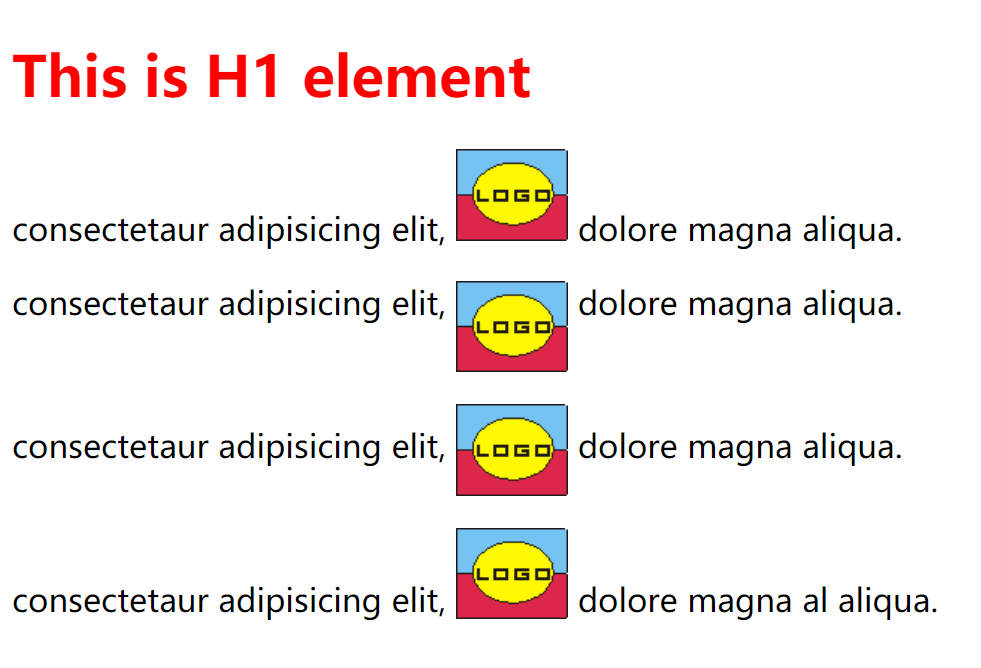 This is H1 element
consectetaur adipisicing elit, LOGO dolore magna aliqua.
consectetaur adipisicing elit, LOGO dolore magna aliqua.
consectetaur adipisicing elit, LOGO dolore magna aliqua.
consectetaur adipisicing elit, LOGO dolore magna al aliqua.